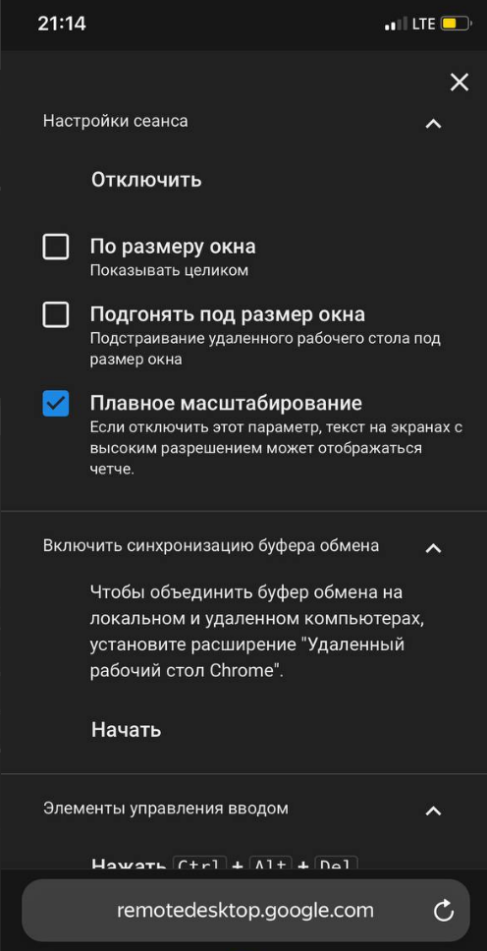 21:14
LTE
Настройки сеанса
Отключить
По размеру окна
Показывать целиком
Подгонять под размер окна
Подстраивание удаленного рабочего стола под
размер окна
Плавное масштабирование
Если отключить этот параметр, текст на экранах с
высоким разрешением может отображаться
четче.
Включить синхронизацию буфера обмена
Чтобы объединить буфер обмена на
локальном и удаленном компьютерах,
установите расширение "Удаленный
рабочий стол Chrome".
Начать
Элементы управления вводом
Нажать Ctrl + Alt + Del
remotedesktop.google.com